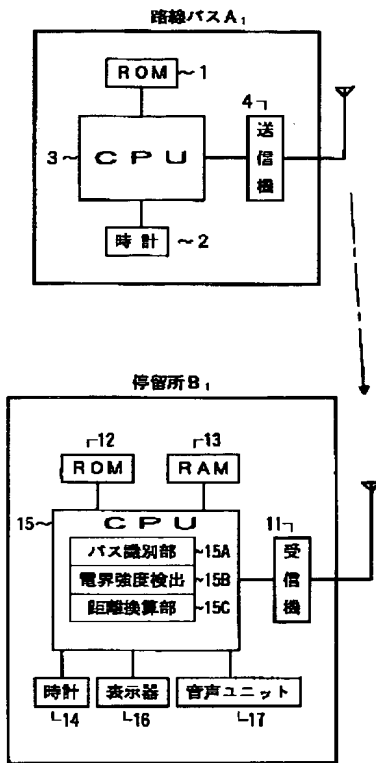 路線バスA₁
ROM ~1
4
3~ CPU
送信機
時計 ~2
停留所B₁
12 13
ROM RAM
15~ CPU
11
バス識別部 ~15A
電界強度検出 ~15B
距離換算部 ~15C
受信機
時計 表示器 音声ユニット
14 16 17